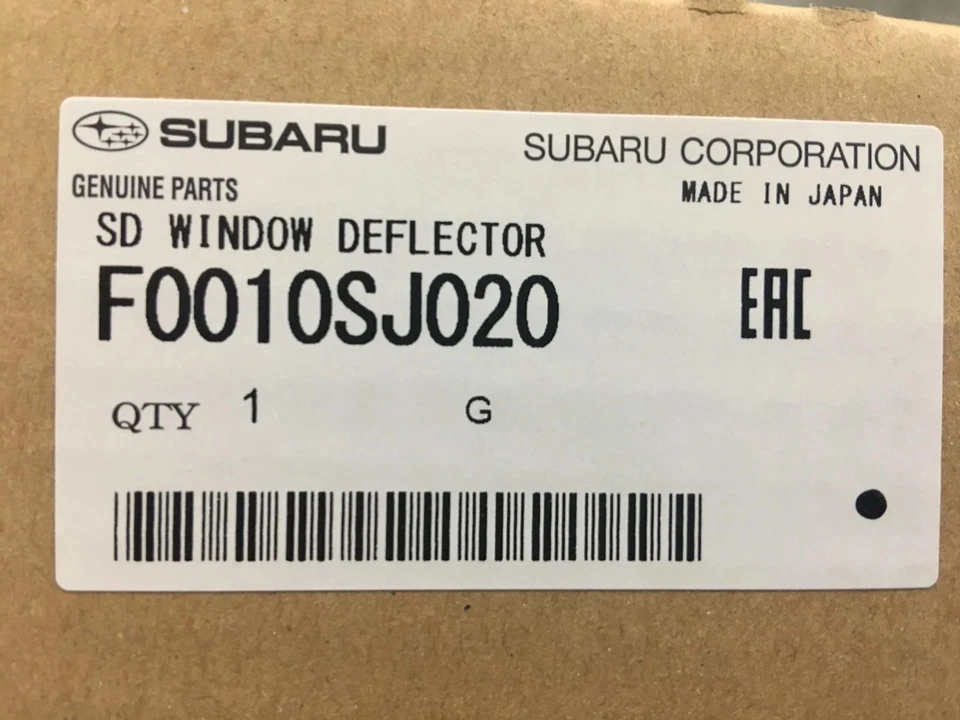 SUBARU
SUBARU CORPORATION
GENUINE PARTS
MADE IN JAPAN
SD WINDOW DEFLECTOR
F0010SJ020
EAC
QTY 1 G